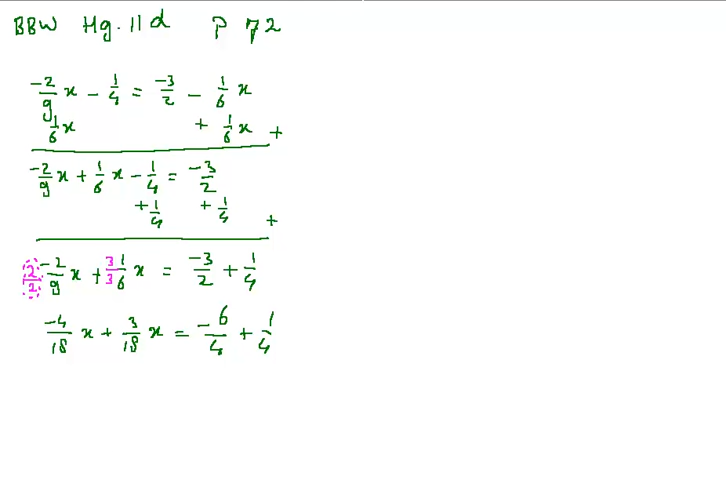 BBW Hg. 11d P 72
-2/9 x - 1/4 = -3/2 - 1/6 x
1/6 x + 1/6 x +
-2/9 x + 1/6 x - 1/4 = -3/2
+ 1/4 + 1/4 +
2/2 -2/9 x + 3/3 1/6 x = -3/2 + 1/4
-4/18 x + 3/18 x = -6/4 + 1/4